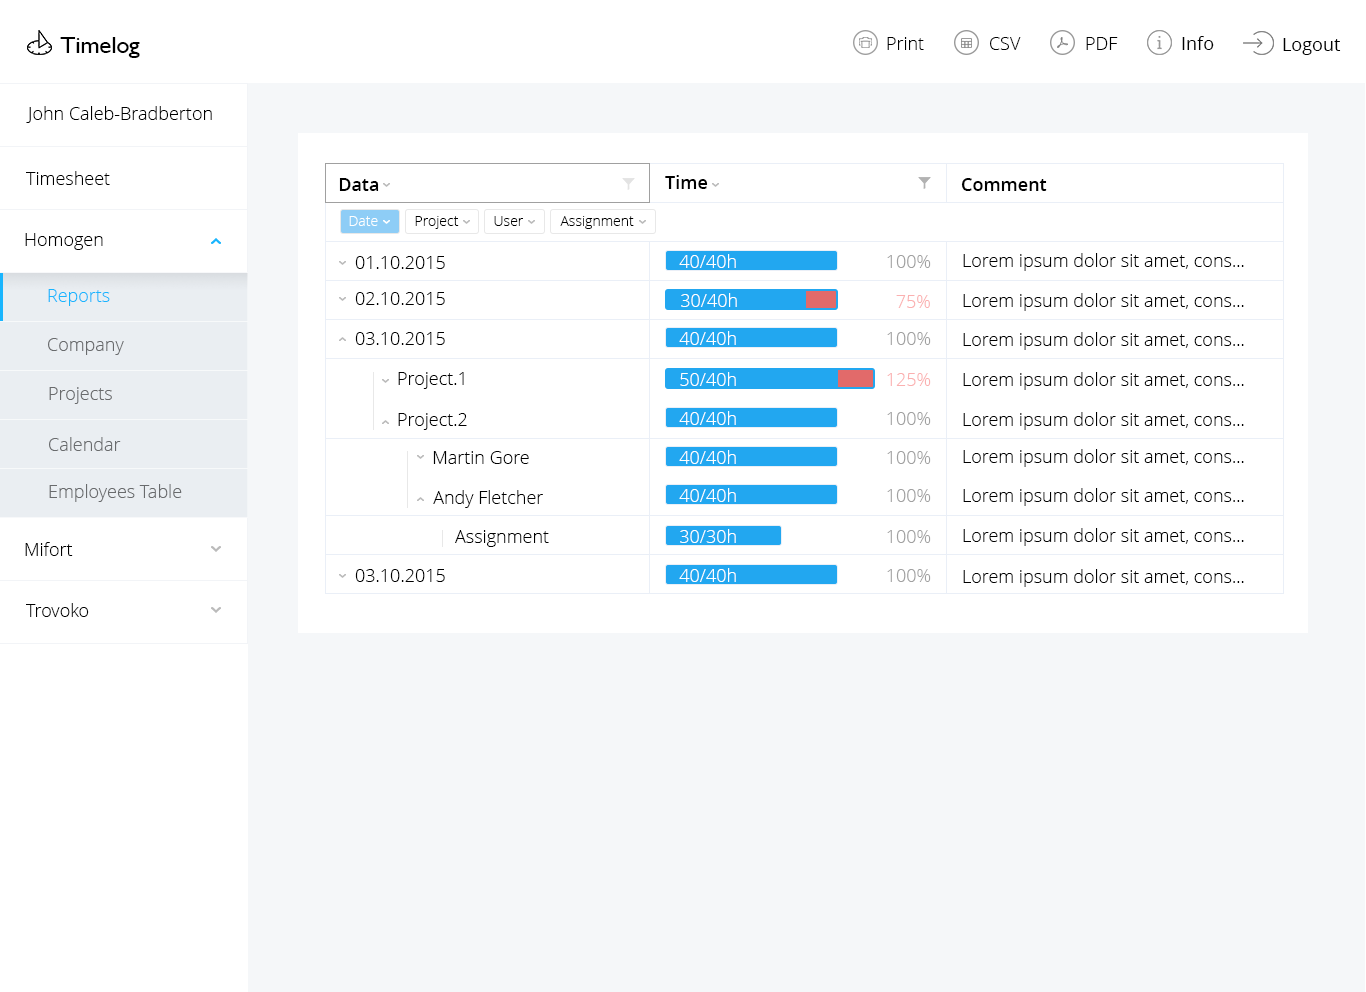 Timelog
Print CSV PDF Info Logout
John Caleb-Bradberton
Timesheet
Homogen
Reports
Company
Projects
Calendar
Employees Table
Mifort
Trovoko
Data Time Comment
Date Project User Assignment
01.10.2015 40/40h 100% Lorem ipsum dolor sit amet, cons...
02.10.2015 30/40h 75% Lorem ipsum dolor sit amet, cons...
03.10.2015 40/40h 100% Lorem ipsum dolor sit amet, cons...
Project.1 50/40h 125% Lorem ipsum dolor sit amet, cons...
Project.2 40/40h 100% Lorem ipsum dolor sit amet, cons...
Martin Gore 40/40h 100% Lorem ipsum dolor sit amet, cons...
Andy Fletcher 40/40h 100% Lorem ipsum dolor sit amet, cons...
Assignment 30/30h 100% Lorem ipsum dolor sit amet, cons...
03.10.2015 40/40h 100% Lorem ipsum dolor sit amet, cons...